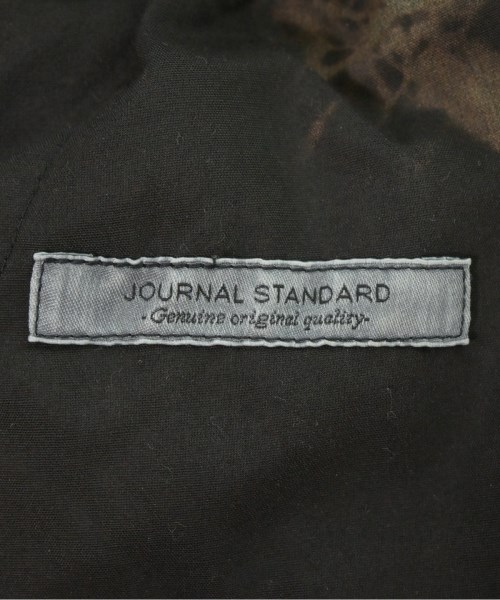 JOURNAL STANDARD
-Genuine original quality-